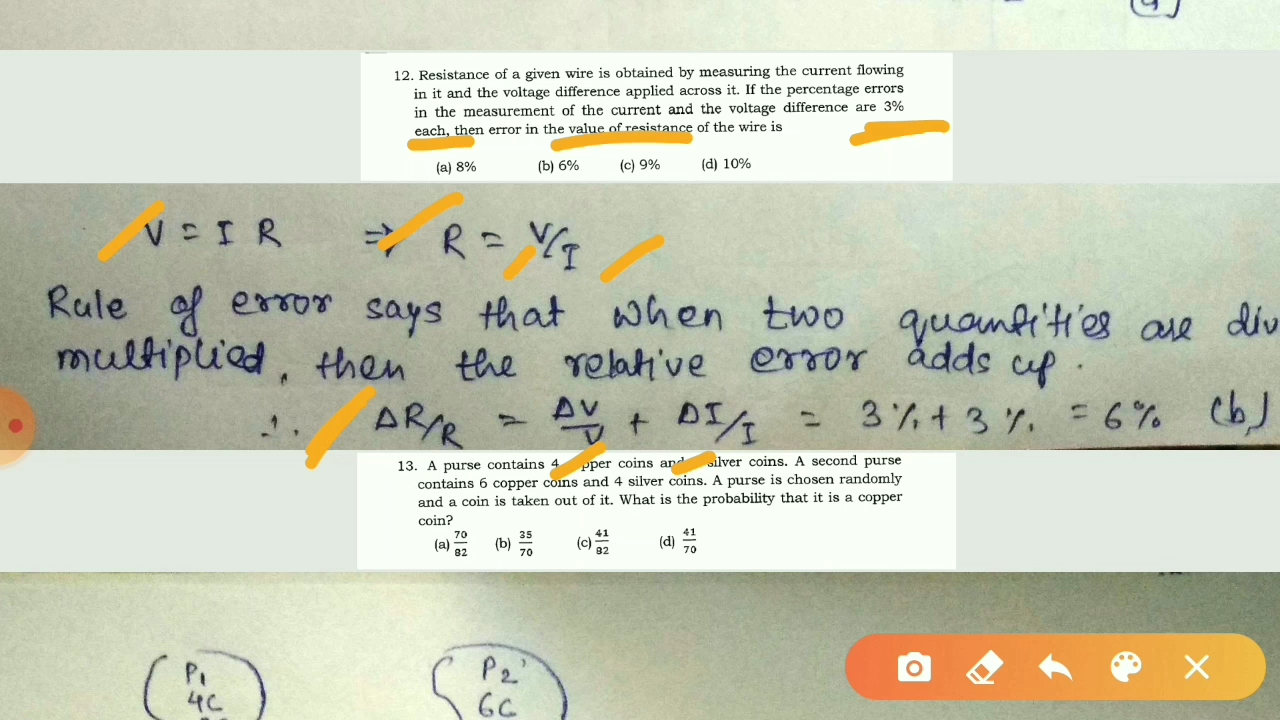 12. Resistance of a given wire is obtained by measuring the current flowing
in it and the voltage difference applied across it. If the percentage errors
in the measurement of the current and the voltage difference are 3%
each, then error in the value of resistance of the wire is
(a) 8% (b) 6% (c) 9% (d) 10%
V = I R ⇒ R = V/I
Rule of error says that when two quantities are div
multiplied, then the relative error adds up.
∴ ΔR/R = ΔV/V + ΔI/I = 3% + 3% = 6% (b)
13. A purse contains 4 pper coins and silver coins. A second purse
contains 6 copper coins and 4 silver coins. A purse is chosen randomly
and a coin is taken out of it. What is the probability that it is a copper
coin?
(a) 70/82 (b) 35/70 (c) 41/82 (d) 41/70
P1 P2
4C 6C